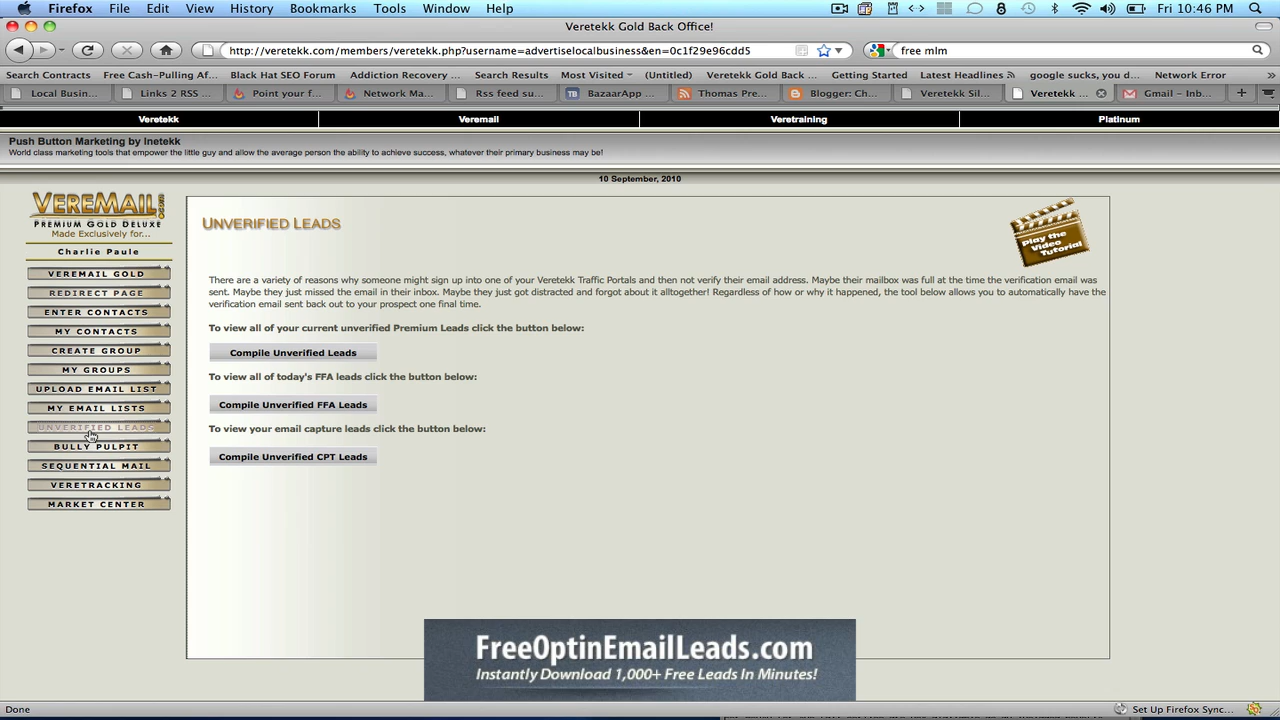 Firefox File Edit View History Bookmarks Tools Window Help Fri 10:46 PM
Veretekk Gold Back Office!
http://veretekk.com/members/veretekk.php?username=advertiselocalbusiness&en=0c1f29e96cdd5 free mlm
Search Contracts Free Cash-Pulling Af... Black Hat SEO Forum Addiction Recovery ... Search Results Most Visited (Untitled) Veretekk Gold Back ... Getting Started Latest Headlines google sucks, you d... Network Error »
Local Busin... Links 2 RSS ... Point your f... Network Ma... Rss feed su... BazaarApp ... Thomas Pre... Blogger: Ch... Veretekk Sil... Veretekk ... Gmail – Inb...
Veretekk Veremail Veretraining Platinum
Push Button Marketing by Inetekk
World class marketing tools that empower the little guy and allow the average person the ability to achieve success, whatever their primary business may be!
10 September, 2010
VEREMAIL.com
PREMIUM GOLD DELUXE
Made Exclusively for...
Charlie Paule
VEREMAIL GOLD
REDIRECT PAGE
ENTER CONTACTS
MY CONTACTS
CREATE GROUP
MY GROUPS
UPLOAD EMAIL LIST
MY EMAIL LISTS
UNVERIFIED LEADS
BULLY PULPIT
SEQUENTIAL MAIL
VERETRACKING
MARKET CENTER
UNVERIFIED LEADS
Play the
Video
Tutorial
There are a variety of reasons why someone might sign up into one of your Veretekk Traffic Portals and then not verify their email address. Maybe their mailbox was full at the time the verification email was
sent. Maybe they just missed the email in their inbox. Maybe they just got distracted and forgot about it alltogether! Regardless of how or why it happened, the tool below allows you to automatically have the
verification email sent back out to your prospect one final time.
To view all of your current unverified Premium Leads click the button below:
Compile Unverified Leads
To view all of today's FFA leads click the button below:
Compile Unverified FFA Leads
To view your email capture leads click the button below:
Compile Unverified CPT Leads
FreeOptinEmailLeads.com
Instantly Download 1,000+ Free Leads In Minutes!
Done Set Up Firefox Sync...